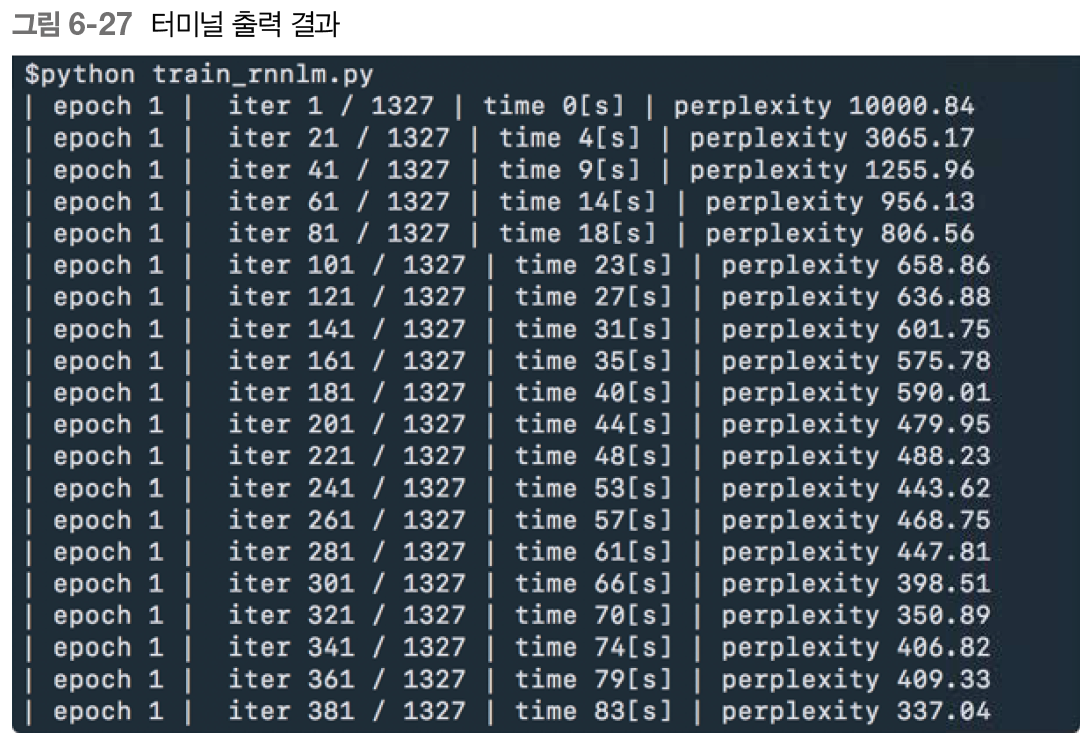 그림 6-27 터미널 출력 결과
$python train_rnnlm.py
| epoch 1 | iter 1 / 1327 | time 0[s] | perplexity 10000.84
| epoch 1 | iter 21 / 1327 | time 4[s] | perplexity 3065.17
| epoch 1 | iter 41 / 1327 | time 9[s] | perplexity 1255.96
| epoch 1 | iter 61 / 1327 | time 14[s] | perplexity 956.13
| epoch 1 | iter 81 / 1327 | time 18[s] | perplexity 806.56
| epoch 1 | iter 101 / 1327 | time 23[s] | perplexity 658.86
| epoch 1 | iter 121 / 1327 | time 27[s] | perplexity 636.88
| epoch 1 | iter 141 / 1327 | time 31[s] | perplexity 601.75
| epoch 1 | iter 161 / 1327 | time 35[s] | perplexity 575.78
| epoch 1 | iter 181 / 1327 | time 40[s] | perplexity 590.01
| epoch 1 | iter 201 / 1327 | time 44[s] | perplexity 479.95
| epoch 1 | iter 221 / 1327 | time 48[s] | perplexity 488.23
| epoch 1 | iter 241 / 1327 | time 53[s] | perplexity 443.62
| epoch 1 | iter 261 / 1327 | time 57[s] | perplexity 468.75
| epoch 1 | iter 281 / 1327 | time 61[s] | perplexity 447.81
| epoch 1 | iter 301 / 1327 | time 66[s] | perplexity 398.51
| epoch 1 | iter 321 / 1327 | time 70[s] | perplexity 350.89
| epoch 1 | iter 341 / 1327 | time 74[s] | perplexity 406.82
| epoch 1 | iter 361 / 1327 | time 79[s] | perplexity 409.33
| epoch 1 | iter 381 / 1327 | time 83[s] | perplexity 337.04